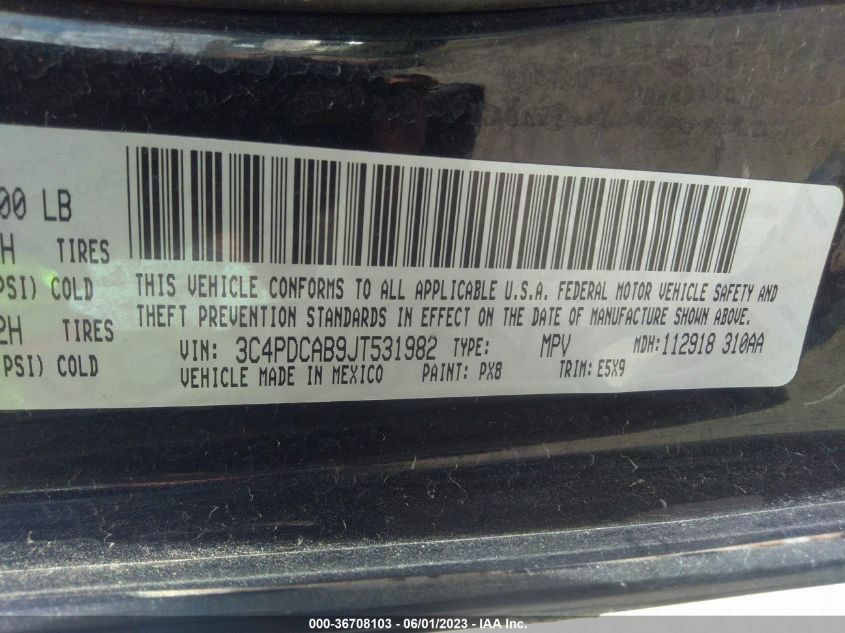 00 LB
H TIRES
PSI) COLD
2H TIRES
PSI) COLD
THIS VEHICLE CONFORMS TO ALL APPLICABLE U.S.A. FEDERAL MOTOR VEHICLE SAFETY AND
THEFT PREVENTION STANDARDS IN EFFECT ON THE DATE OF MANUFACTURE SHOWN ABOVE.
VIN: 3C4PDCAB9JT531982 TYPE: MPV MDH: 112918 310AA
VEHICLE MADE IN MEXICO PAINT: PX8 TRIM: E5X9
000-36708103 - 06/01/2023 - © IAA Inc.